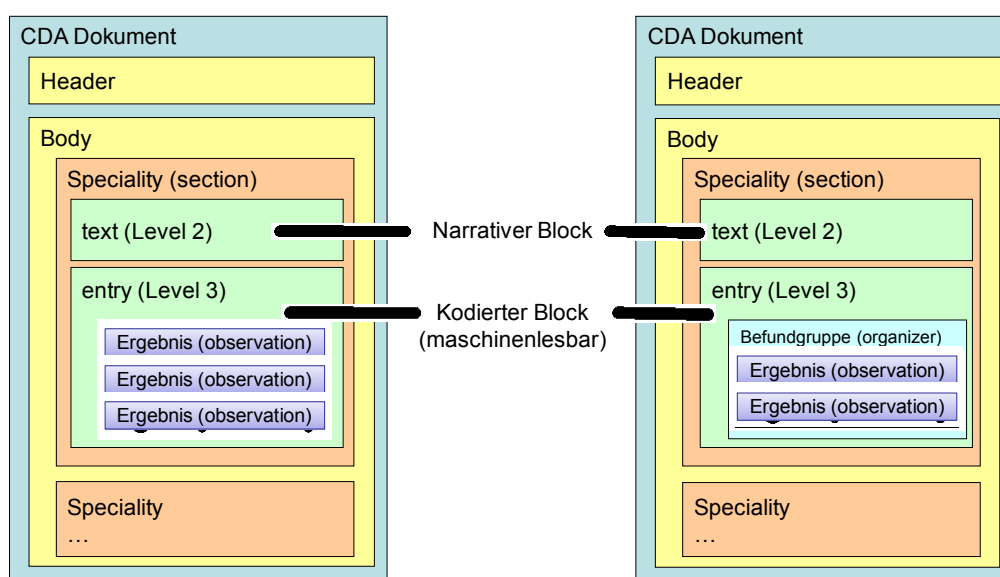 CDA Dokument
Header
Body
Speciality (section)
text (Level 2)
entry (Level 3)
Ergebnis (observation)
Ergebnis (observation)
Ergebnis (observation)
Speciality
…
Narrativer Block
Kodierter Block
(maschinenlesbar)
CDA Dokument
Header
Body
Speciality (section)
text (Level 2)
entry (Level 3)
Befundgruppe (organizer)
Ergebnis (observation)
Ergebnis (observation)
Speciality
…